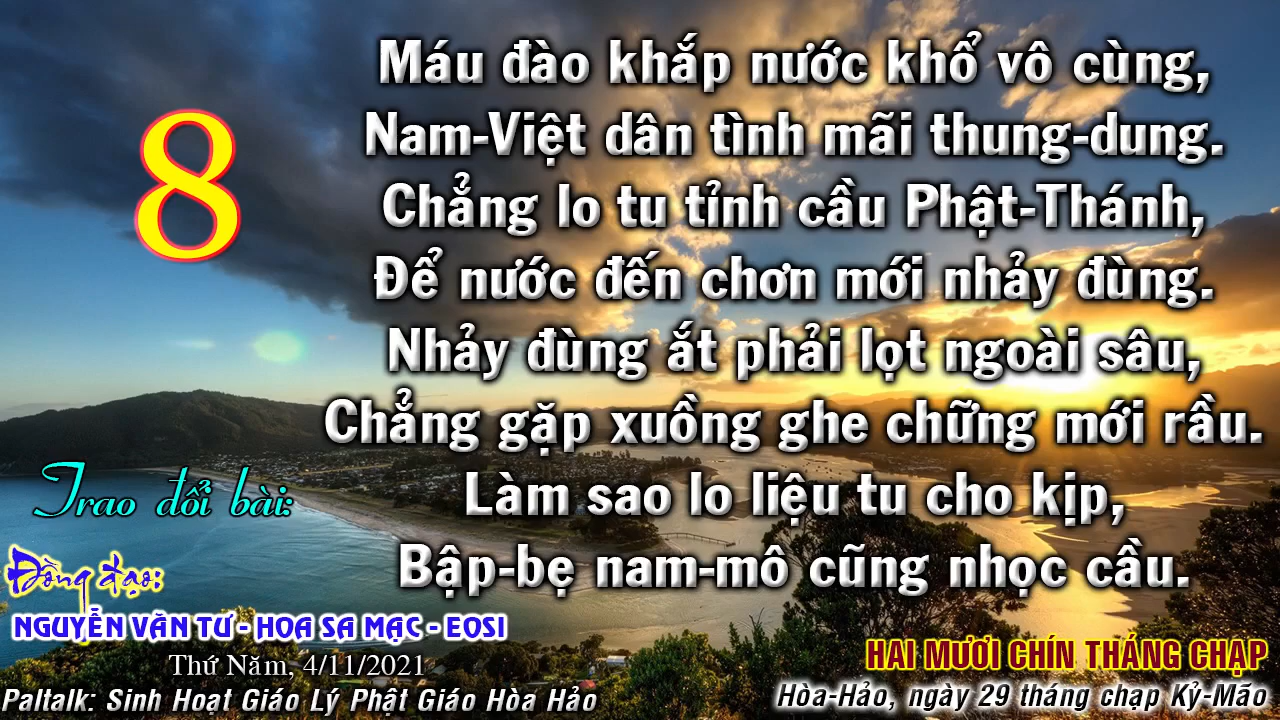 8
Máu đào khắp nước khổ vô cùng,
Nam-Việt dân tình mãi thung-dung.
Chẳng lo tu tỉnh cầu Phật-Thánh,
Để nước đến chơn mới nhảy đùng.
Nhảy đùng ắt phải lọt ngoài sâu,
Chẳng gặp xuồng ghe chững mới rầu.
Làm sao lo liệu tu cho kịp,
Bập-bẹ nam-mô cũng nhọc cầu.
Trao đổi bài:
Đồng đạo:
NGUYỄN VĂN TƯ - HOA SA MẠC - EOSI
Thứ Năm, 4/11/2021
Paltalk: Sinh Hoạt Giáo Lý Phật Giáo Hòa Hảo
HAI MƯƠI CHÍN THÁNG CHẠP
Hòa-Hảo, ngày 29 tháng chạp Kỷ-Mão